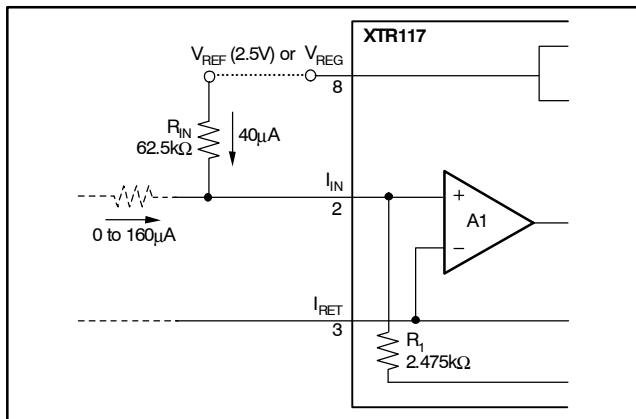 XTR117
V_REF (2.5V) or V_REG
8
R_IN
62.5kΩ
40μA
I_IN
2
+
A1
−
0 to 160μA
I_RET
3
R_1
2.475kΩ